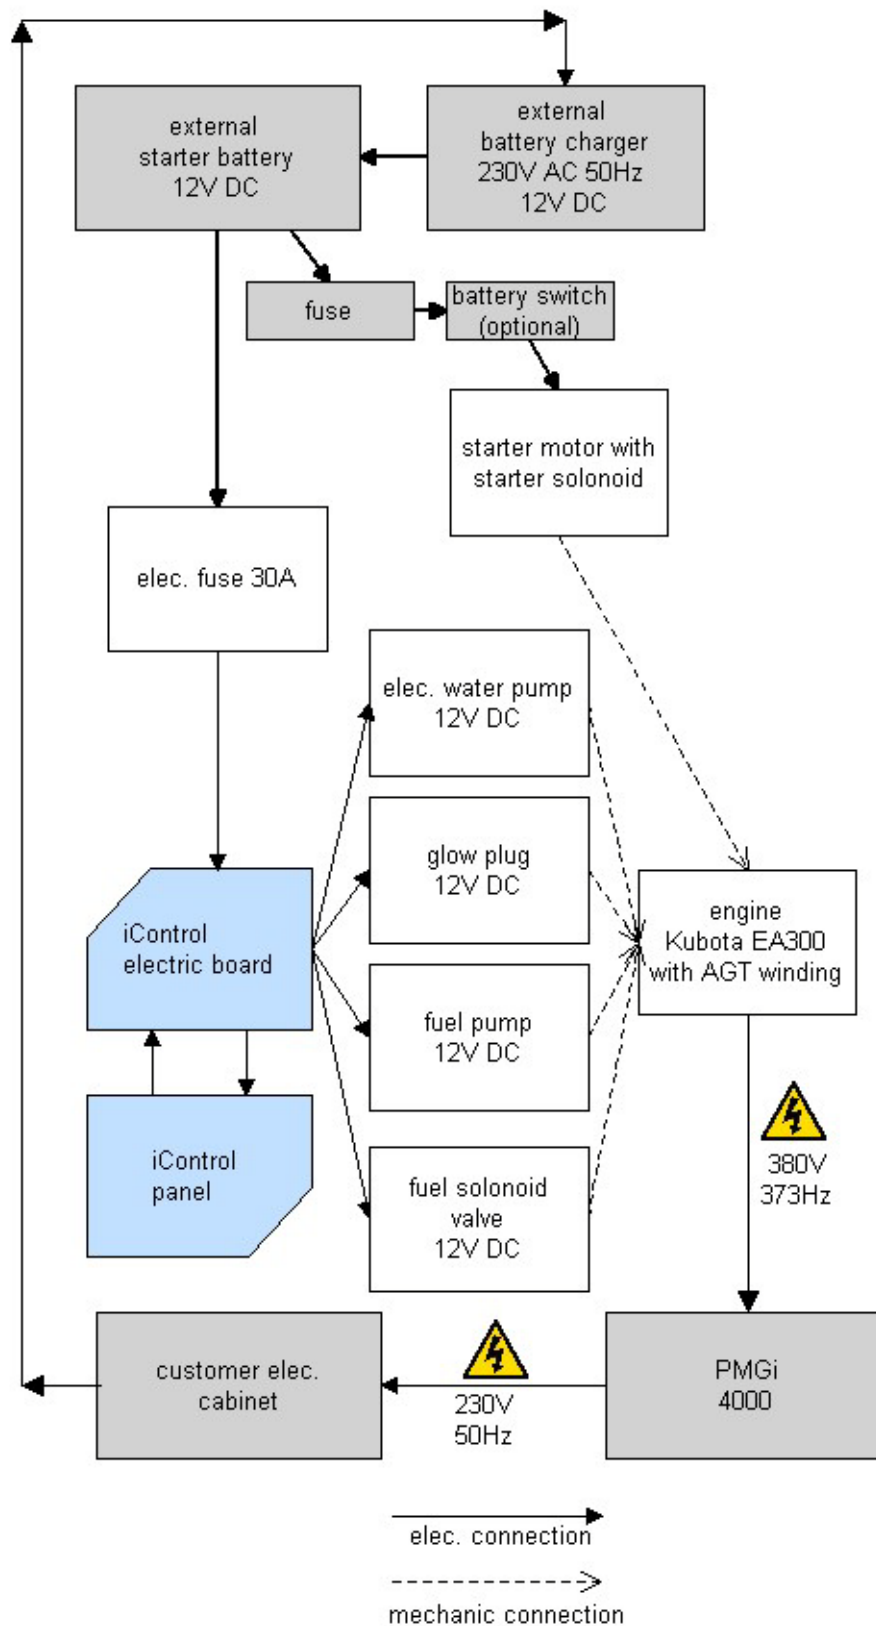 external
starter battery
12V DC
external
battery charger
230V AC 50Hz
12V DC
fuse
battery switch
(optional)
starter motor with
starter solonoid
elec. fuse 30A
elec. water pump
12V DC
glow plug
12V DC
iControl
electric board
engine
Kubota EA300
with AGT winding
fuel pump
12V DC
iControl
panel
380V
373Hz
fuel solonoid
valve
12V DC
customer elec.
cabinet
230V
50Hz
PMGi
4000
elec. connection
mechanic connection